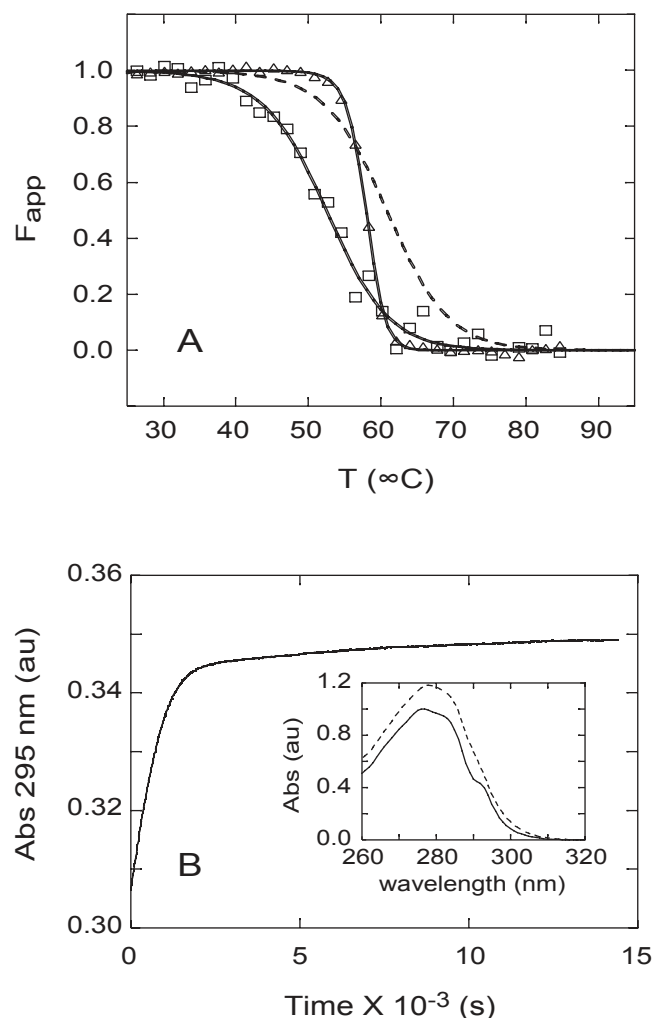 1.0
0.8
0.6
0.4
0.2
0.0
Fapp
A
30 40 50 60 70 80 90
T (∞C)
0.36
0.34
0.32
0.30
Abs 295 nm (au)
B
0 5 10 15
Time X 10-3 (s)
1.2
0.8
0.4
0.0
Abs (au)
260 280 300 320
wavelength (nm)